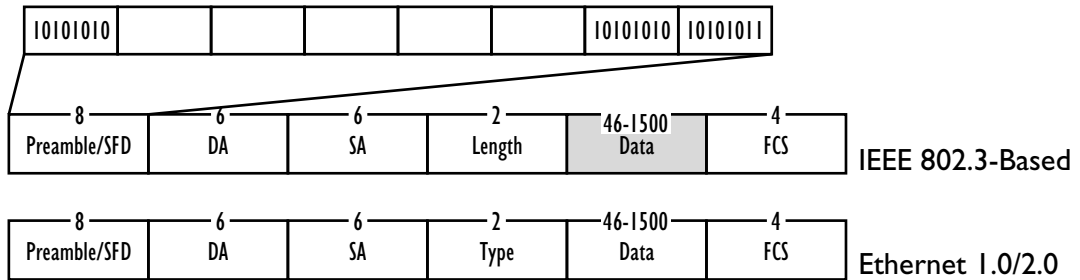 10101010 10101010 10101011
8 6 6 2 46-1500 4
Preamble/SFD DA SA Length Data FCS IEEE 802.3-Based
8 6 6 2 46-1500 4
Preamble/SFD DA SA Type Data FCS Ethernet 1.0/2.0